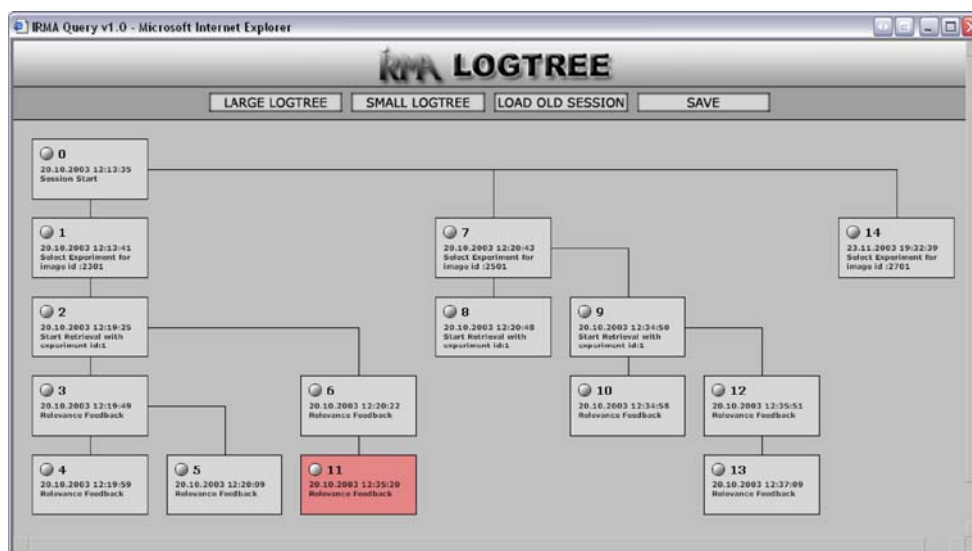 IRMA Query v1.0 - Microsoft Internet Explorer
IRMA LOGTREE
LARGE LOGTREE SMALL LOGTREE LOAD OLD SESSION SAVE
0
20.10.2003 12:13:35
Session Start
1
20.10.2003 12:13:41
Select Experiment for
image id :2301
7
20.10.2003 12:20:43
Select Experiment for
image id :2501
14
23.11.2003 19:32:39
Select Experiment for
image id :2701
2
20.10.2003 12:19:25
Start Retrieval with
experiment id:1
8
20.10.2003 12:20:48
Start Retrieval with
experiment id:1
9
20.10.2003 12:34:50
Start Retrieval with
experiment id:1
3
20.10.2003 12:19:49
Relevance Feedback
6
20.10.2003 12:20:22
Relevance Feedback
10
20.10.2003 12:34:58
Relevance Feedback
12
20.10.2003 12:35:51
Relevance Feedback
4
20.10.2003 12:19:59
Relevance Feedback
5
20.10.2003 12:20:09
Relevance Feedback
11
20.10.2003 12:35:20
Relevance Feedback
13
20.10.2003 12:37:09
Relevance Feedback